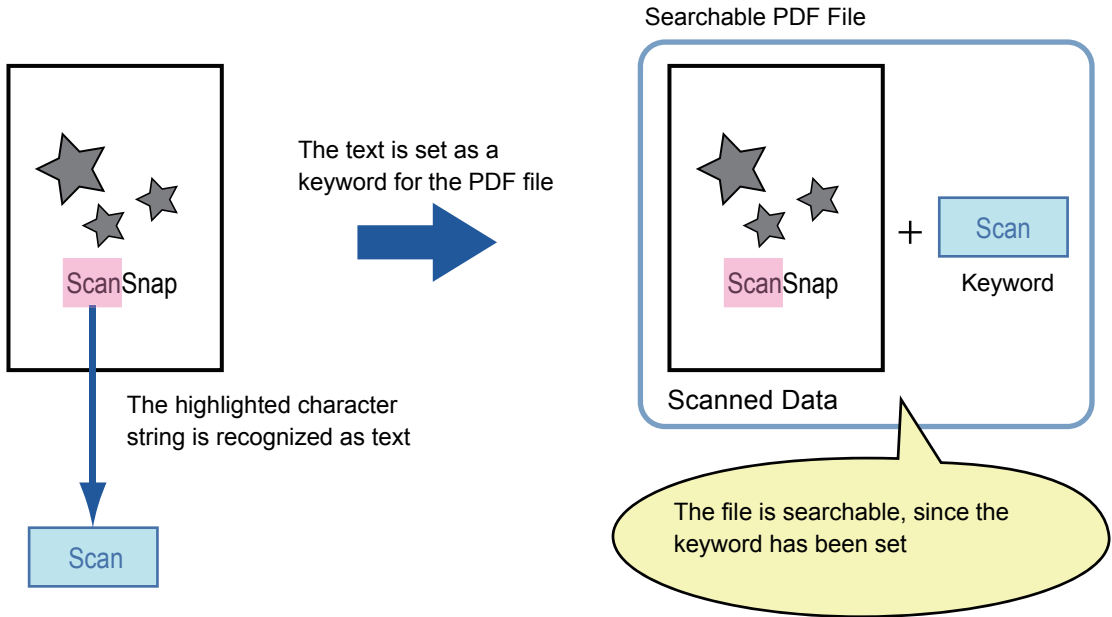 Searchable PDF File
ScanSnap
The highlighted character
string is recognized as text
Scan
The text is set as a
keyword for the PDF file
ScanSnap
Scanned Data
+
Scan
Keyword
The file is searchable, since the
keyword has been set